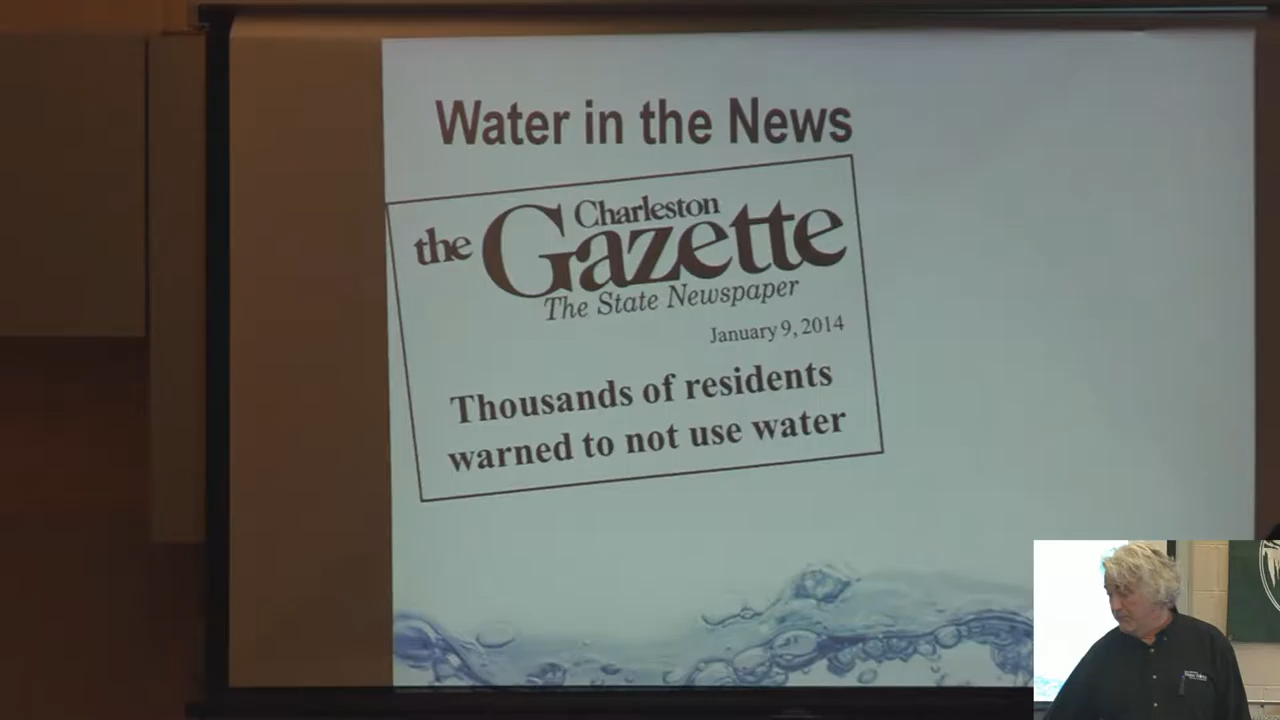 Water in the News
the Charleston Gazette
The State Newspaper
January 9, 2014
Thousands of residents
warned to not use water